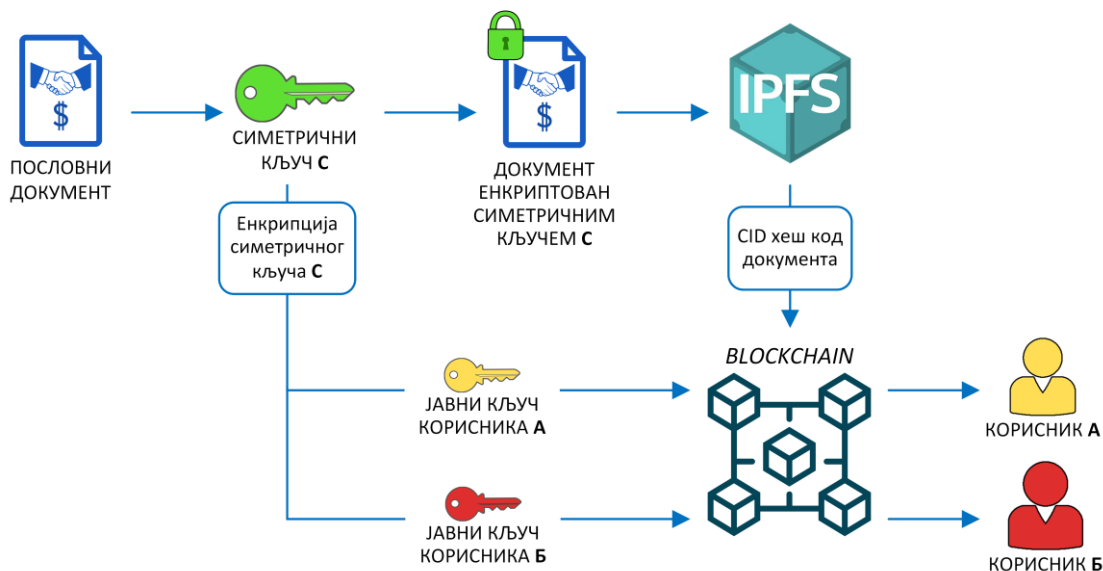 ПОСЛОВНИ
ДОКУМЕНТ
СИМЕТРИЧНИ
КЉУЧ С
ДОКУМЕНТ
ЕНКРИПТОВАН
СИМЕТРИЧНИМ
КЉУЧЕМ С
IPFS
Енкрипција
симетричног
кључа С
CID хеш код
документа
BLOCKCHAIN
ЈАВНИ КЉУЧ
КОРИСНИКА А
КОРИСНИК А
ЈАВНИ КЉУЧ
КОРИСНИКА Б
КОРИСНИК Б
$
$